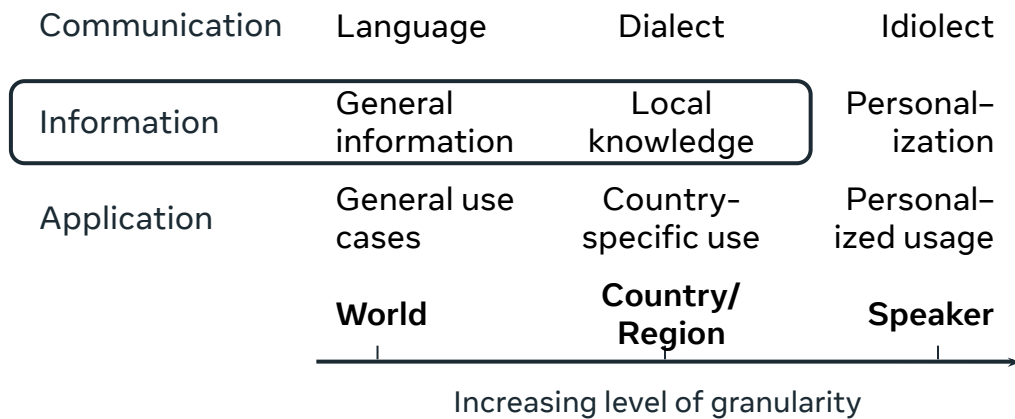 Communication Language Dialect Idiolect
Information General information Local knowledge Personal–ization
Application General use cases Country-specific use Personal–ized usage
World Country/Region Speaker
Increasing level of granularity